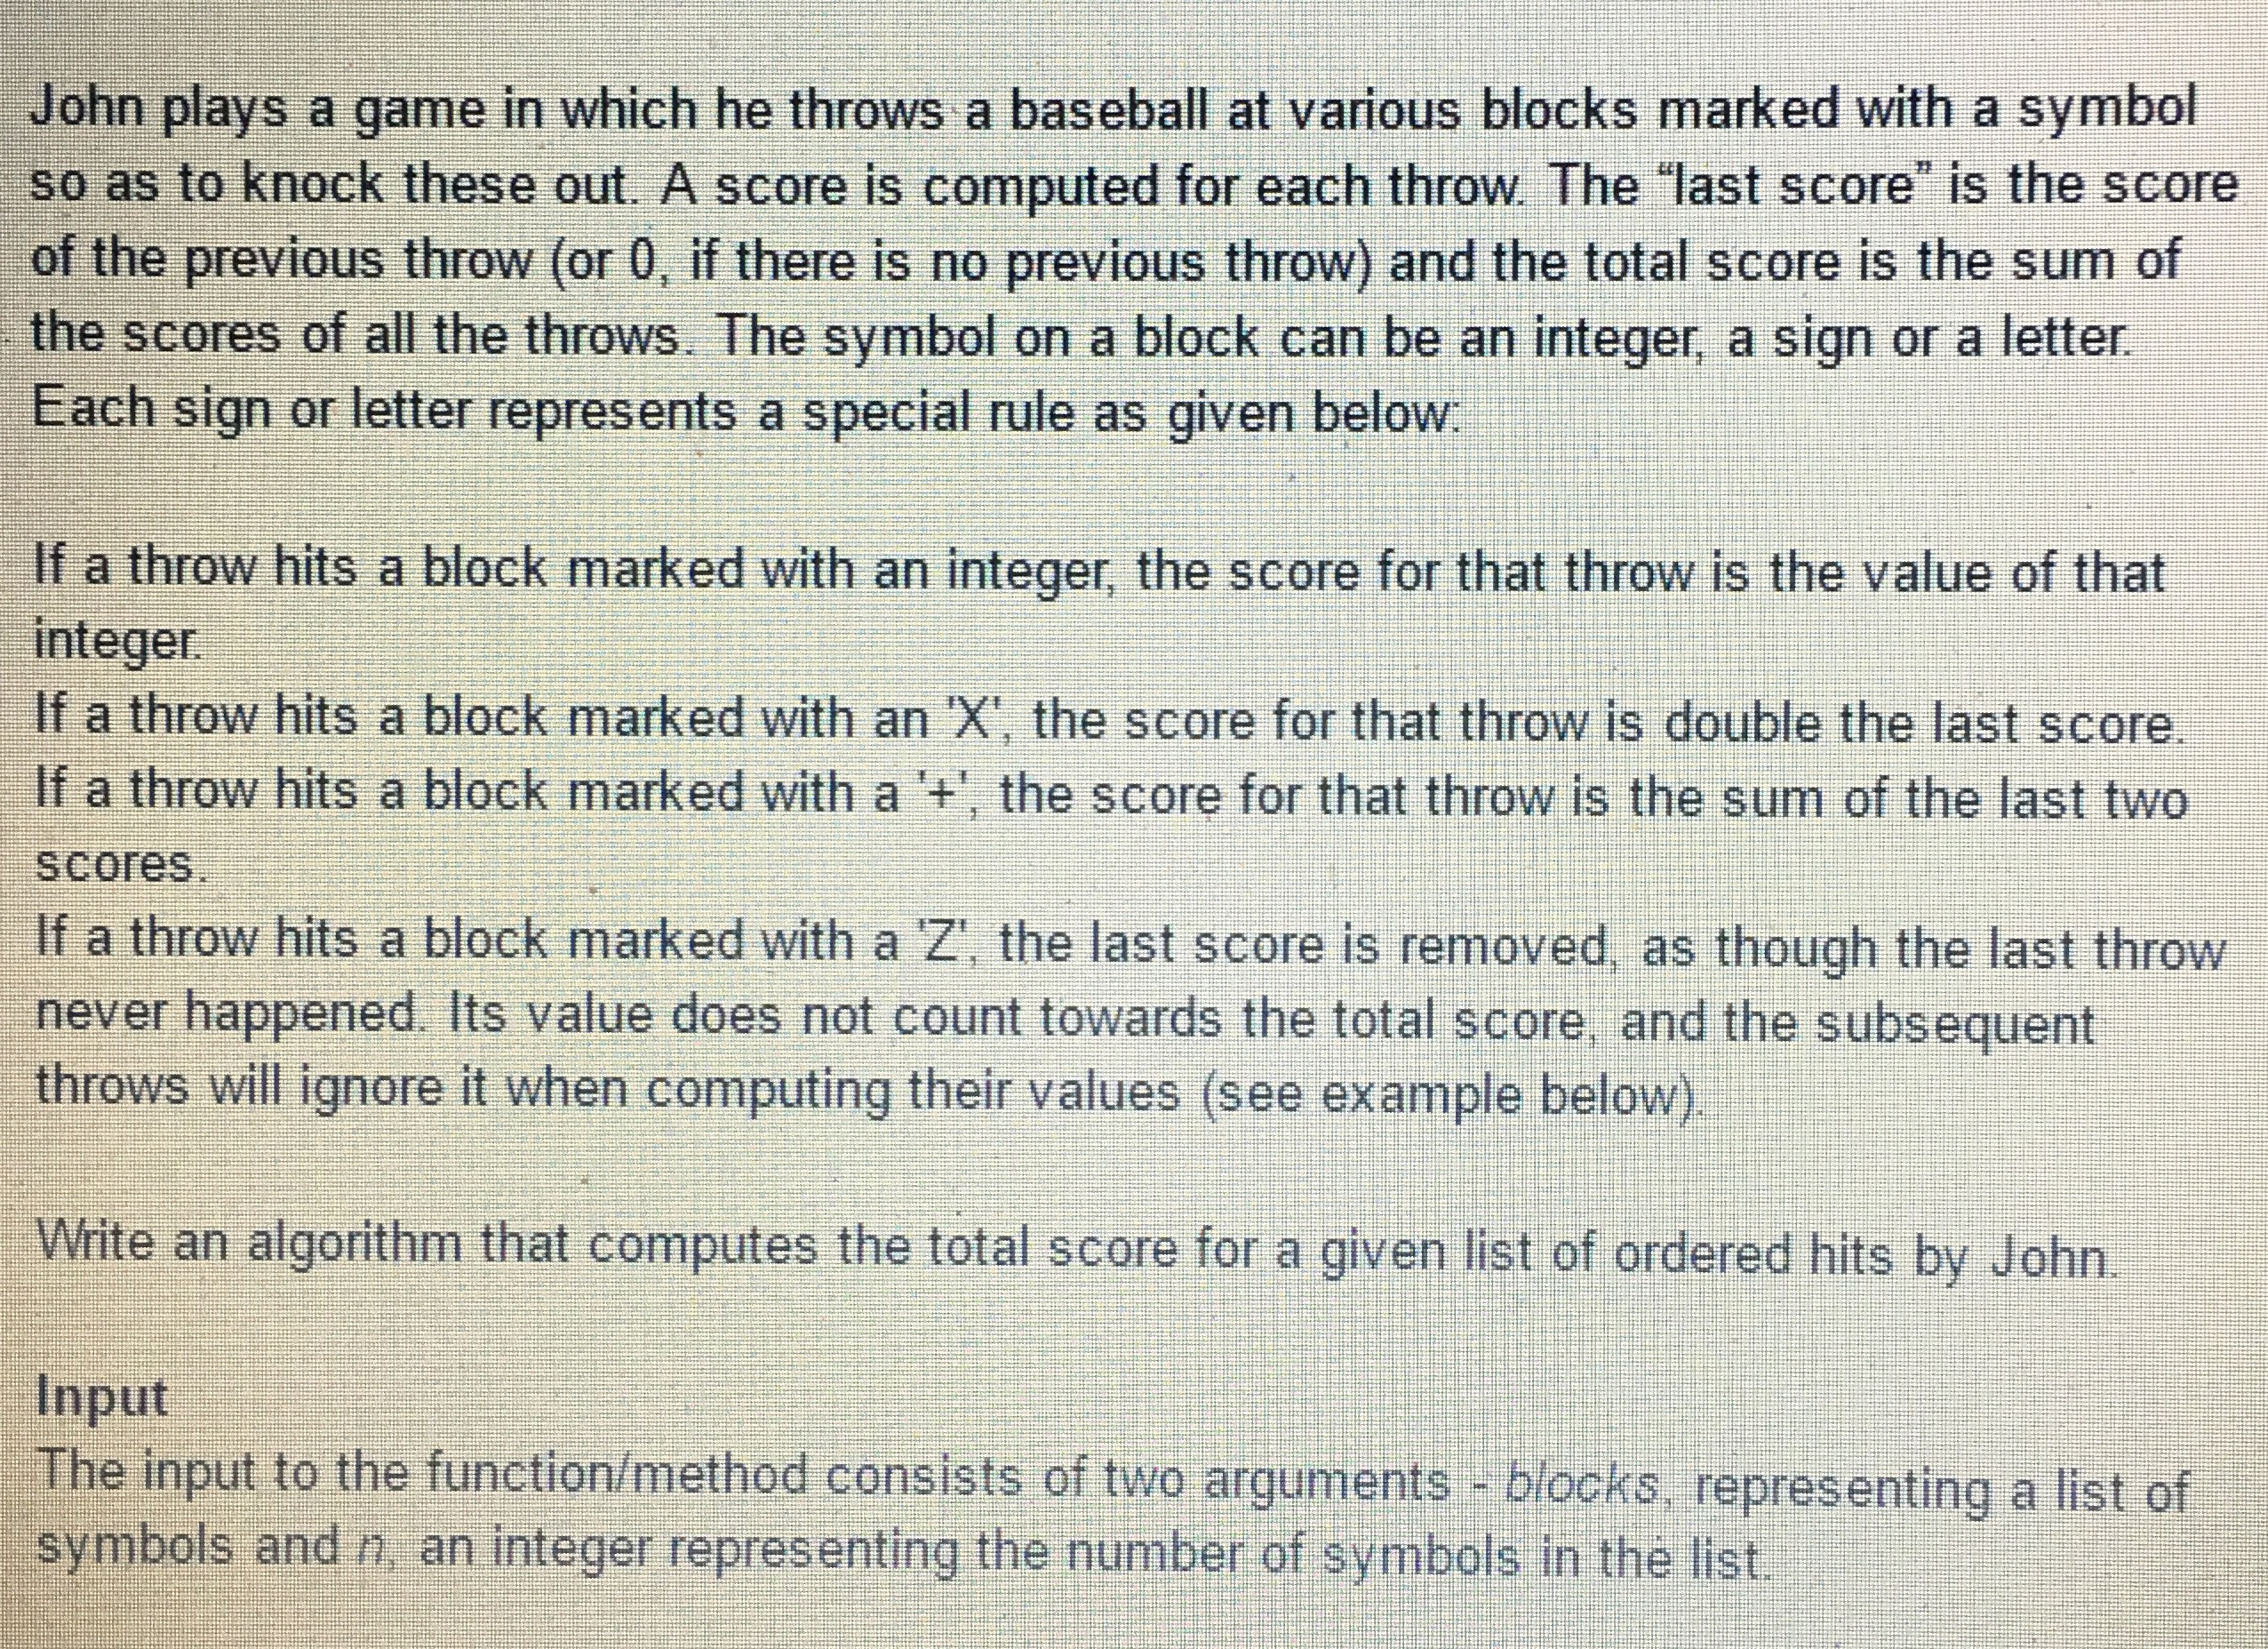 John plays a game in which he throws a baseball at various blocks marked with a symbol
so as to knock these out. A score is computed for each throw. The “last score” is the score
of the previous throw (or 0, if there is no previous throw) and the total score is the sum of
the scores of all the throws. The symbol on a block can be an integer, a sign or a letter.
Each sign or letter represents a special rule as given below:
If a throw hits a block marked with an integer, the score for that throw is the value of that
integer.
If a throw hits a block marked with an 'X', the score for that throw is double the last score.
If a throw hits a block marked with a '+', the score for that throw is the sum of the last two
scores.
If a throw hits a block marked with a 'Z', the last score is removed, as though the last throw
never happened. Its value does not count towards the total score, and the subsequent
throws will ignore it when computing their values (see example below).
Write an algorithm that computes the total score for a given list of ordered hits by John.
Input
The input to the function/method consists of two arguments - blocks, representing a list of
symbols and n, an integer representing the number of symbols in the list.